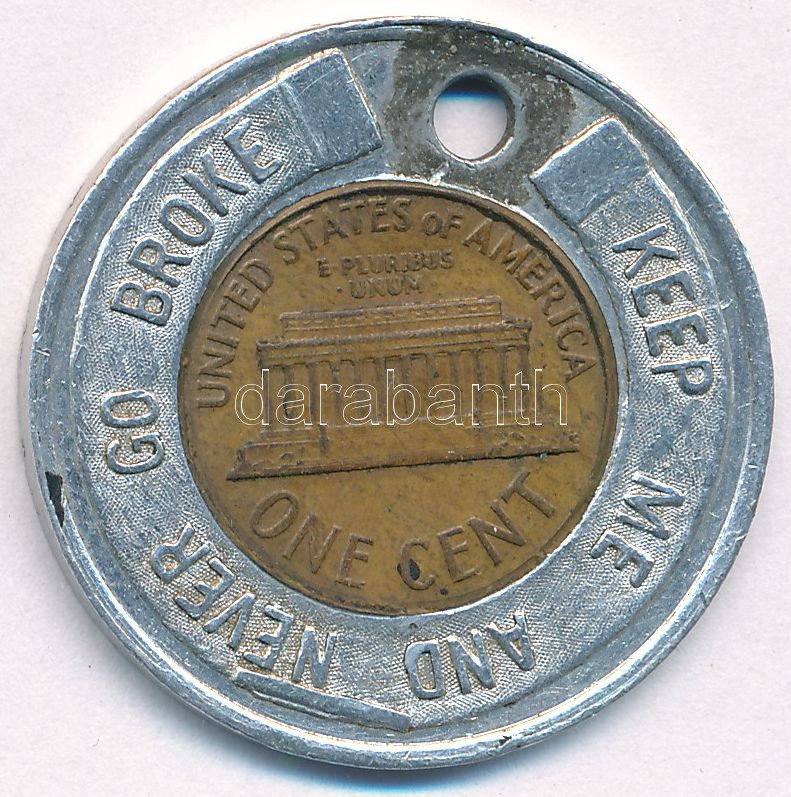 KEEP ME AND NEVER GO BROKE
UNITED STATES OF AMERICA
E PLURIBUS
· UNUM
darabanth
ONE CENT